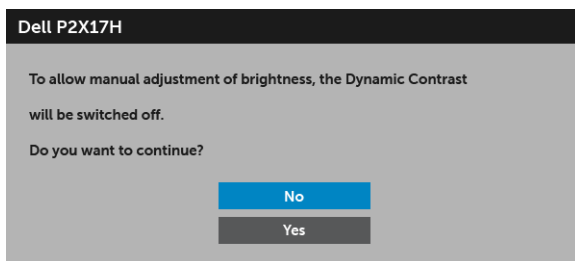 Dell P2X17H
To allow manual adjustment of brightness, the Dynamic Contrast
will be switched off.
Do you want to continue?
No
Yes